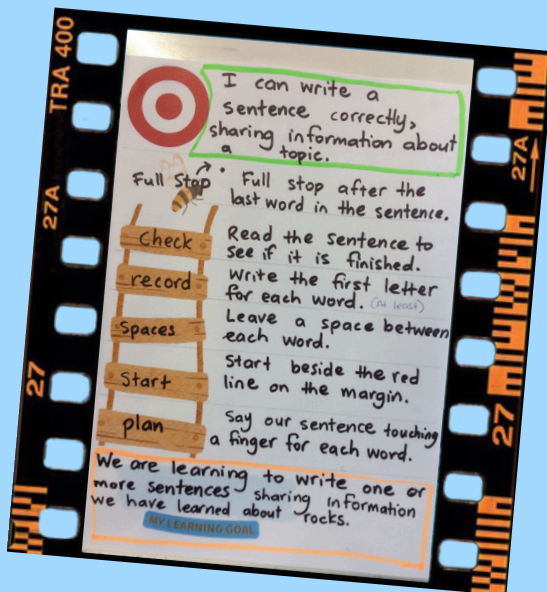 TRA 400
27A
27
27A
27
I can write a
sentence correctly,
sharing information about
a topic.
Full Stop
Full stop after the
last word in the sentence.
Check
Read the sentence to
see if it is finished.
record
Write the first letter
for each word. (at least)
Spaces
Leave a space between
each word.
Start
Start beside the red
line on the margin.
plan
Say our sentence touching
a finger for each word.
We are learning to write one or
more sentences sharing information
we have learned about rocks.
MY LEARNING GOAL